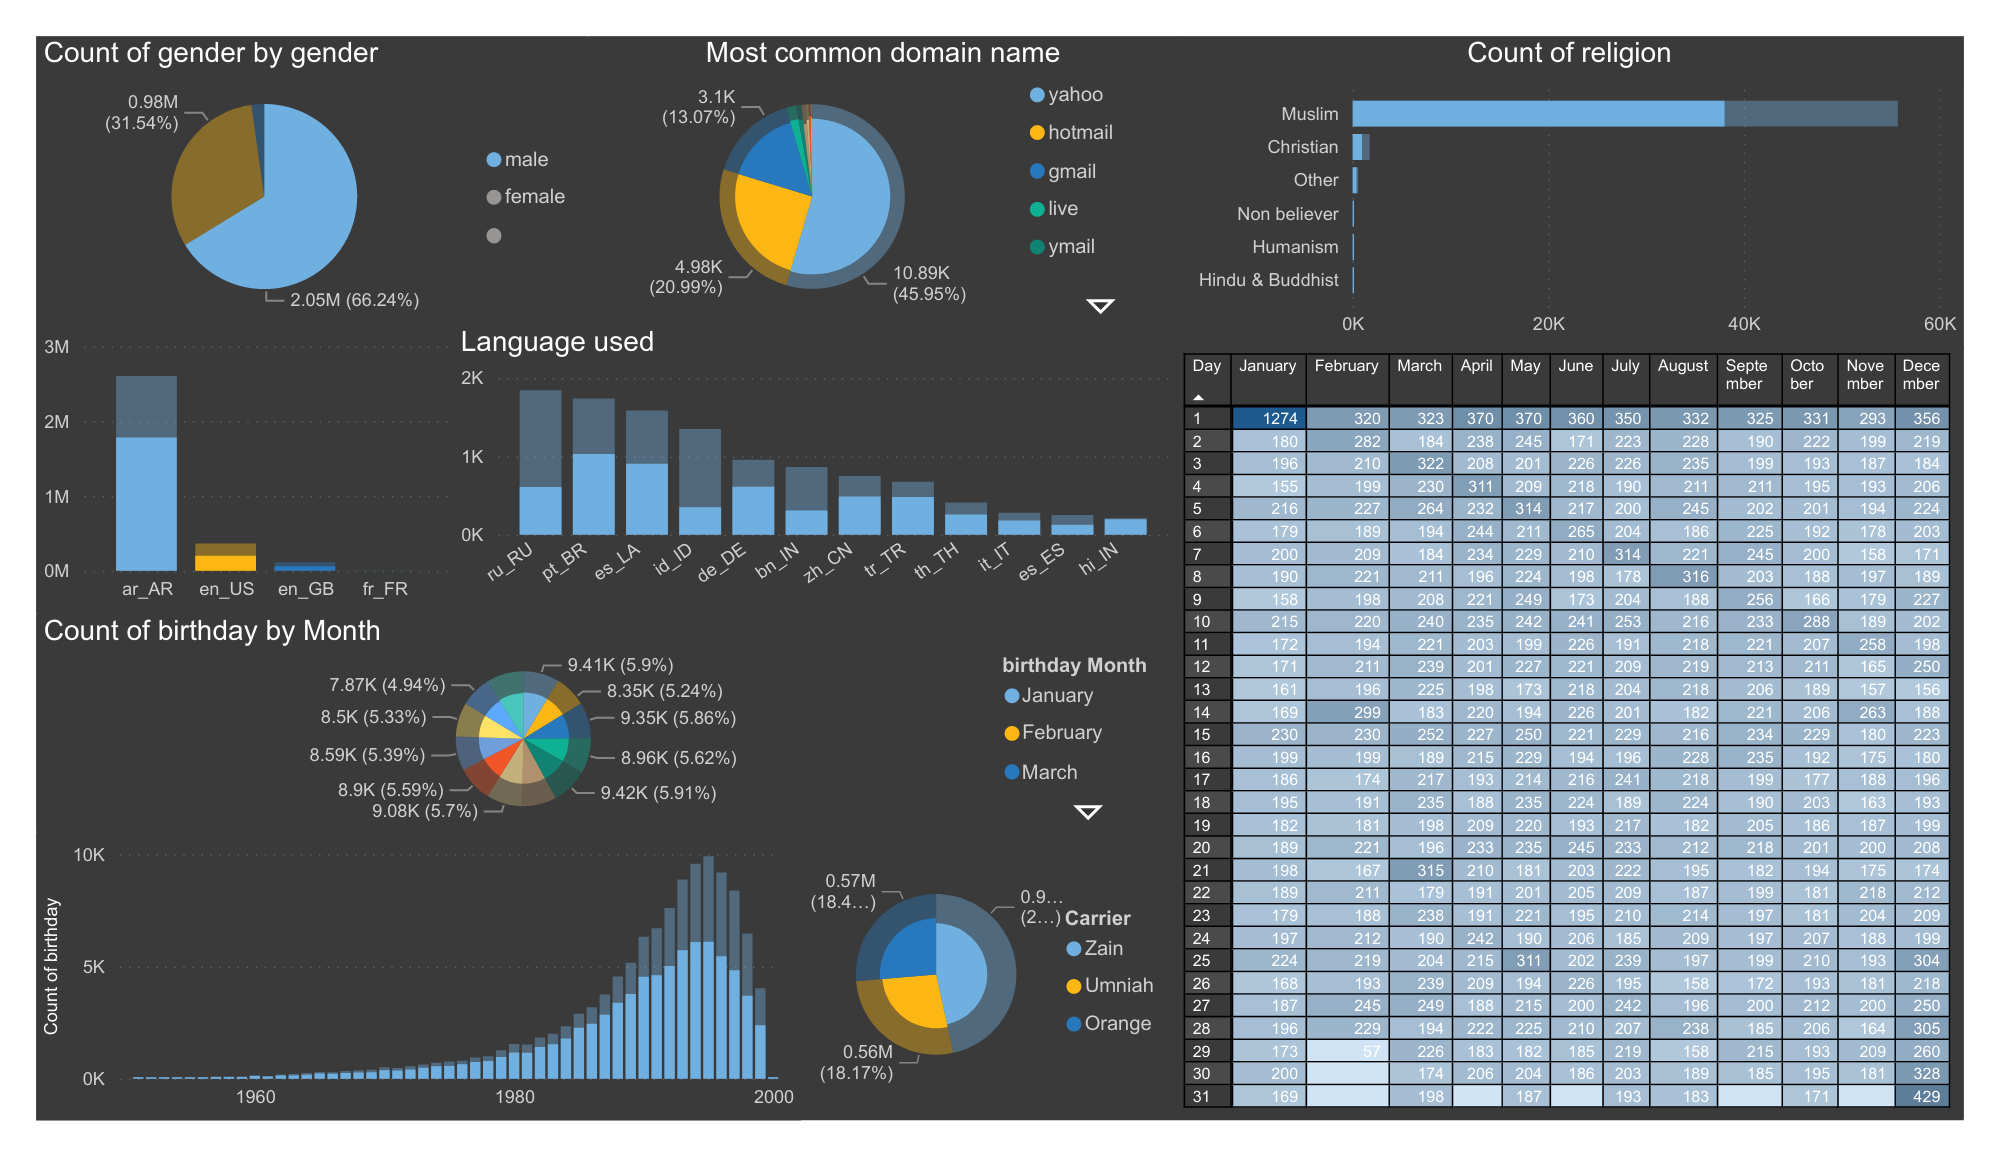 Count of gender by gender
0.98M
(31.54%)
2.05M (66.24%)
male
female
Most common domain name
3.1K
(13.07%)
4.98K
(20.99%)
10.89K
(45.95%)
yahoo
hotmail
gmail
live
ymail
Count of religion
Muslim
Christian
Other
Non believer
Humanism
Hindu & Buddhist
0K 20K 40K 60K
3M
2M
1M
0M
ar_AR en_US en_GB fr_FR
Language used
2K
1K
0K
ru_RU pt_BR es_LA id_ID de_DE bn_IN zh_CN tr_TR th_TH it_IT es_ES hi_IN
Count of birthday by Month
9.41K (5.9%)
8.35K (5.24%)
9.35K (5.86%)
8.96K (5.62%)
9.42K (5.91%)
9.08K (5.7%)
8.9K (5.59%)
8.59K (5.39%)
8.5K (5.33%)
7.87K (4.94%)
birthday Month
January
February
March
Count of birthday
10K
5K
0K
1960 1980 2000
0.57M
(18.4…)
0.9…
(2…)
0.56M
(18.17%)
Carrier
Zain
Umniah
Orange
Day January February March April May June July August Septe Octo Nove Dece
mber ber mber mber
1 1274 320 323 370 370 360 350 332 325 331 293 356
2 180 282 184 238 245 171 223 228 190 222 199 219
3 196 210 322 208 201 226 226 235 199 193 187 184
4 155 199 230 311 209 218 190 211 211 195 193 206
5 216 227 264 232 314 217 200 245 202 201 194 224
6 179 189 194 244 211 265 204 186 225 192 178 203
7 200 209 184 234 229 210 314 221 245 200 158 171
8 190 221 211 196 224 198 178 316 203 188 197 189
9 158 198 208 221 249 173 204 188 256 166 179 227
10 215 220 240 235 242 241 253 216 233 288 189 202
11 172 194 221 203 199 226 191 218 221 207 258 198
12 171 211 239 201 227 221 209 219 213 211 165 250
13 161 196 225 198 173 218 204 218 206 189 157 156
14 169 299 183 220 194 226 201 182 221 206 263 188
15 230 230 252 227 250 221 229 216 234 229 180 223
16 199 199 189 215 229 194 196 228 235 192 175 180
17 186 174 217 193 214 216 241 218 199 177 188 196
18 195 191 235 188 235 224 189 224 190 203 163 193
19 182 181 198 209 220 193 217 182 205 186 187 199
20 189 221 196 233 235 245 233 212 218 201 200 208
21 198 167 315 210 181 203 222 195 182 194 175 174
22 189 211 179 191 201 205 209 187 199 181 218 212
23 179 188 238 191 221 195 210 214 197 181 204 209
24 197 212 190 242 190 206 185 209 197 207 188 199
25 224 219 204 215 311 202 239 197 199 210 193 304
26 168 193 239 209 194 226 195 158 172 193 181 218
27 187 245 249 188 215 200 242 196 200 212 200 250
28 196 229 194 222 225 210 207 238 185 206 164 305
29 173 57 226 183 182 185 219 158 215 193 209 260
30 200 174 206 204 186 203 189 185 195 181 328
31 169 198 187 193 183 171 429